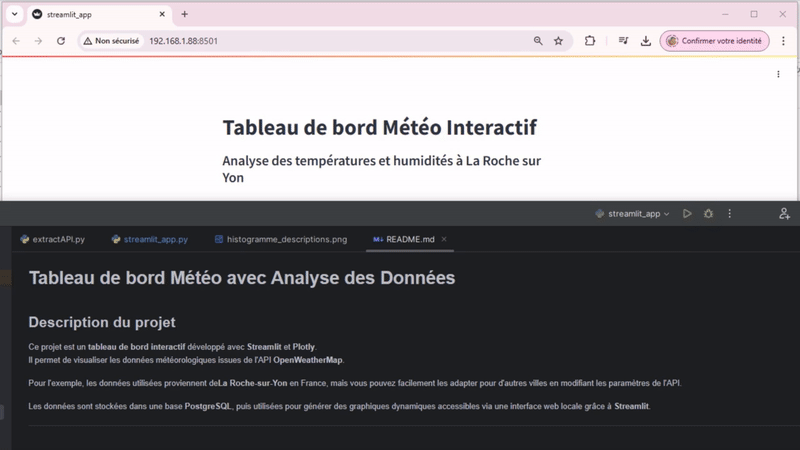 streamlit_app
Non sécurisé
192.168.1.88:8501
Confirmer votre identité
Tableau de bord Météo Interactif
Analyse des températures et humidités à La Roche sur
Yon
streamlit_app
extractAPI.py
streamlit_app.py
histogramme_descriptions.png
README.md
Tableau de bord Météo avec Analyse des Données
Description du projet
Ce projet est un tableau de bord interactif développé avec Streamlit et Plotly.
Il permet de visualiser les données météorologiques issues de l'API OpenWeatherMap.
Pour l'exemple, les données utilisées proviennent deLa Roche-sur-Yon en France, mais vous pouvez facilement les adapter pour d'autres villes en modifiant les paramètres de l'API.
Les données sont stockées dans une base PostgreSQL, puis utilisées pour générer des graphiques dynamiques accessibles via une interface web locale grâce à Streamlit.